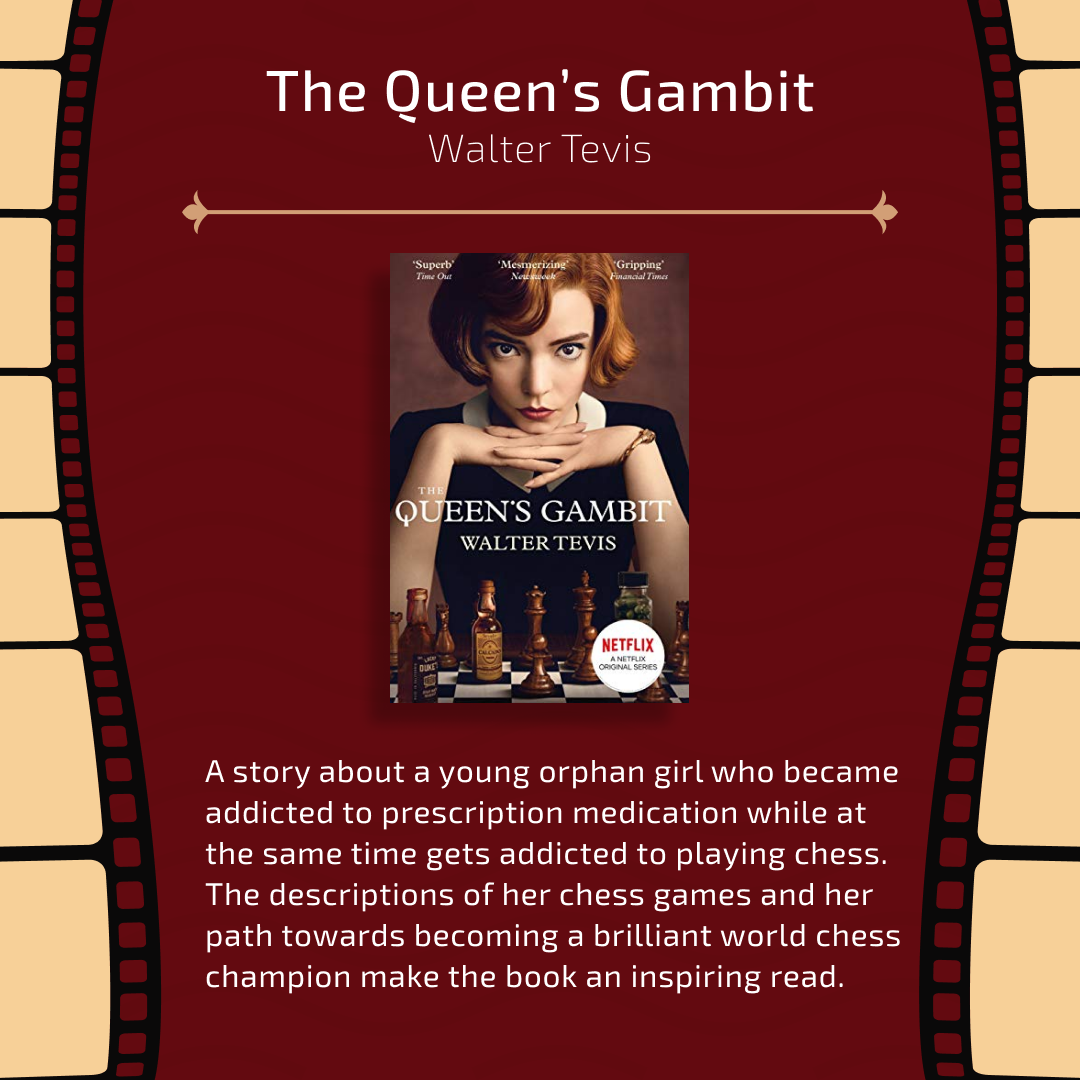 The Queen’s Gambit
Walter Tevis
‘Superb’ ‘Mesmerizing’ ‘Gripping’
Time Out Newsweek Financial Times
THE
QUEEN'S GAMBIT
WALTER TEVIS
NETFLIX
A NETFLIX
ORIGINAL SERIES
A story about a young orphan girl who became
addicted to prescription medication while at
the same time gets addicted to playing chess.
The descriptions of her chess games and her
path towards becoming a brilliant world chess
champion make the book an inspiring read.